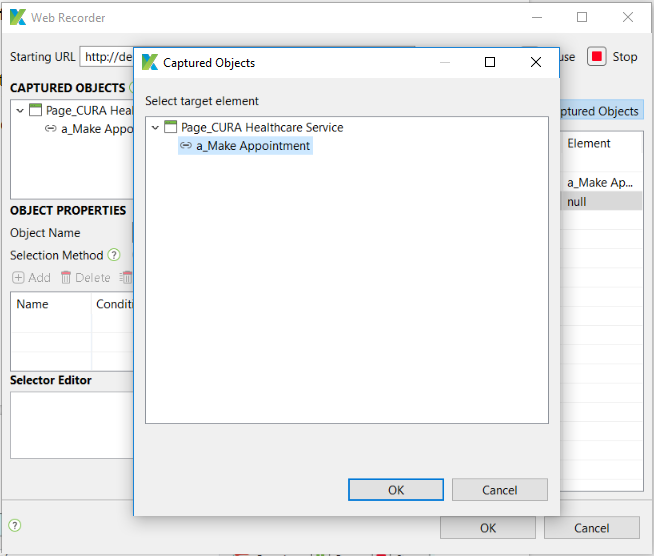 Web Recorder
Starting URL http://de
use Stop
CAPTURED OBJECTS
Page_CURA Heal
a_Make Appo
OBJECT PROPERTIES
Object Name
Selection Method ?
Add Delete
Name Conditi
Selector Editor
Captured Objects
Select target element
Page_CURA Healthcare Service
a_Make Appointment
OK Cancel
ptured Objects
Element
a_Make Ap...
null
?
OK Cancel